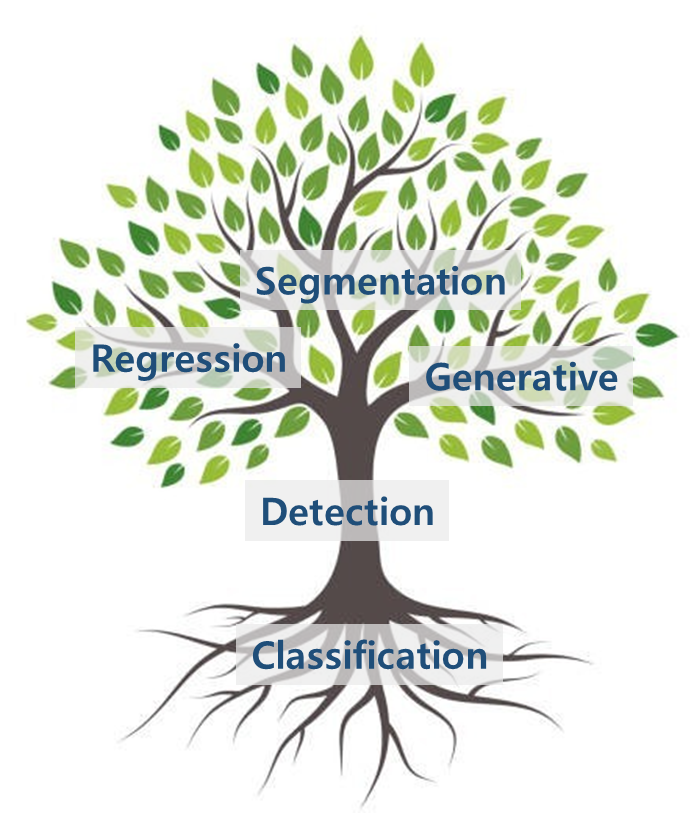 Segmentation
Regression
Generative
Detection
Classification